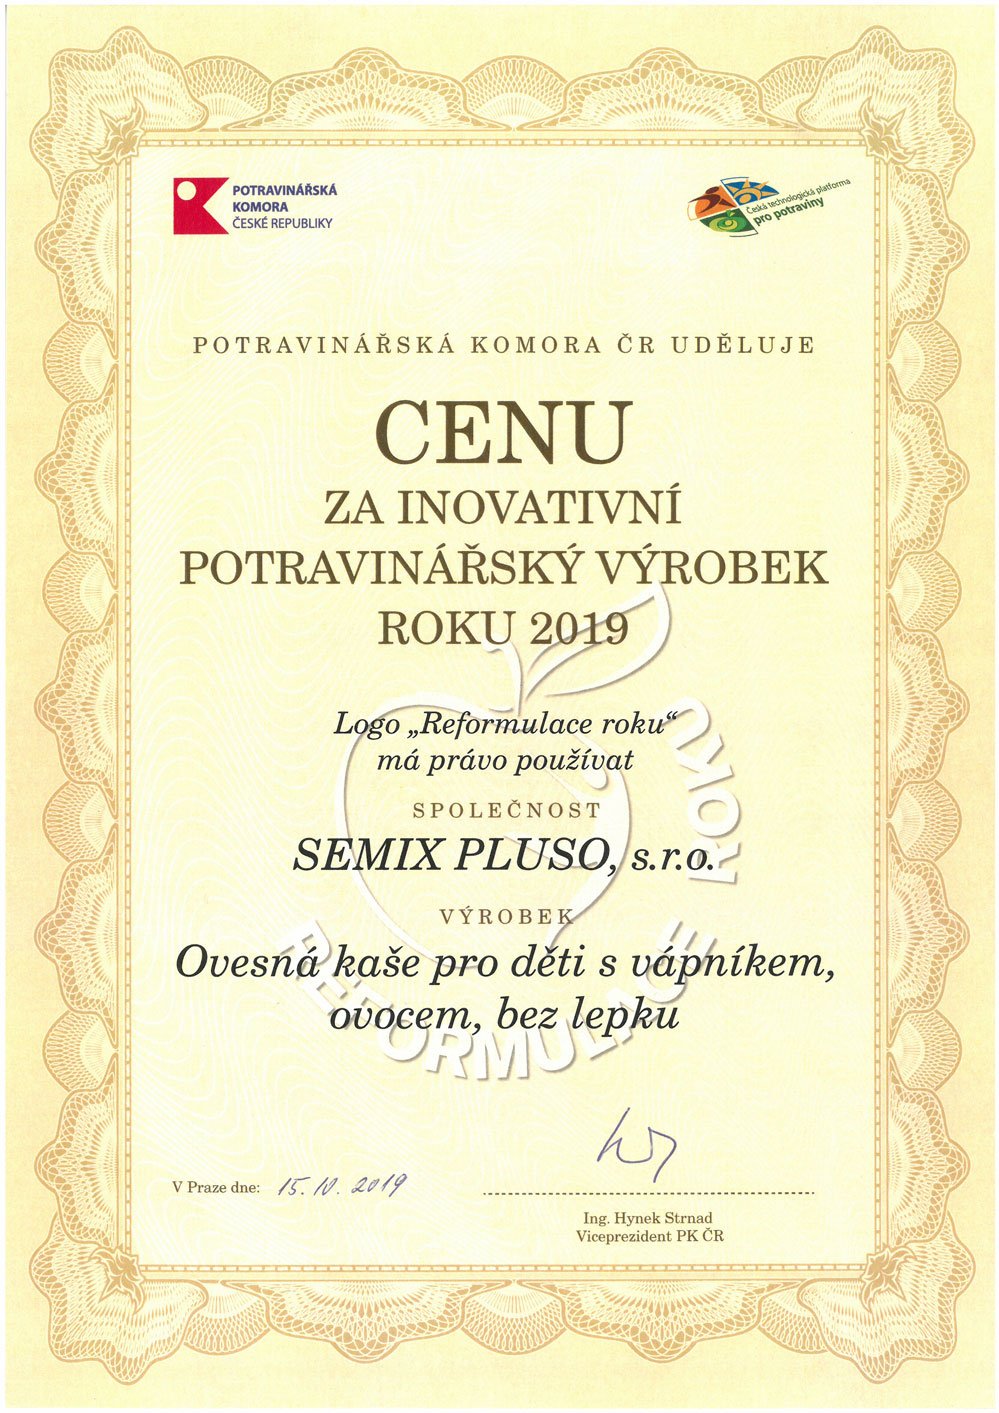 POTRAVINÁŘSKÁ
KOMORA
ČESKÉ REPUBLIKY
Česká technologická platforma
pro potraviny
POTRAVINÁŘSKÁ KOMORA ČR UDĚLUJE
CENU
ZA INOVATIVNÍ
POTRAVINÁŘSKÝ VÝROBEK
ROKU 2019
Logo „Reformulace roku“
má právo používat
SPOLEČNOST
SEMIX PLUSO, s.r.o.
VÝROBEK
Ovesná kaše pro děti s vápníkem,
ovocem, bez lepku
REFORMULACE ROKU
V Praze dne: 15. 10. 2019
Ing. Hynek Strnad
Viceprezident PK ČR